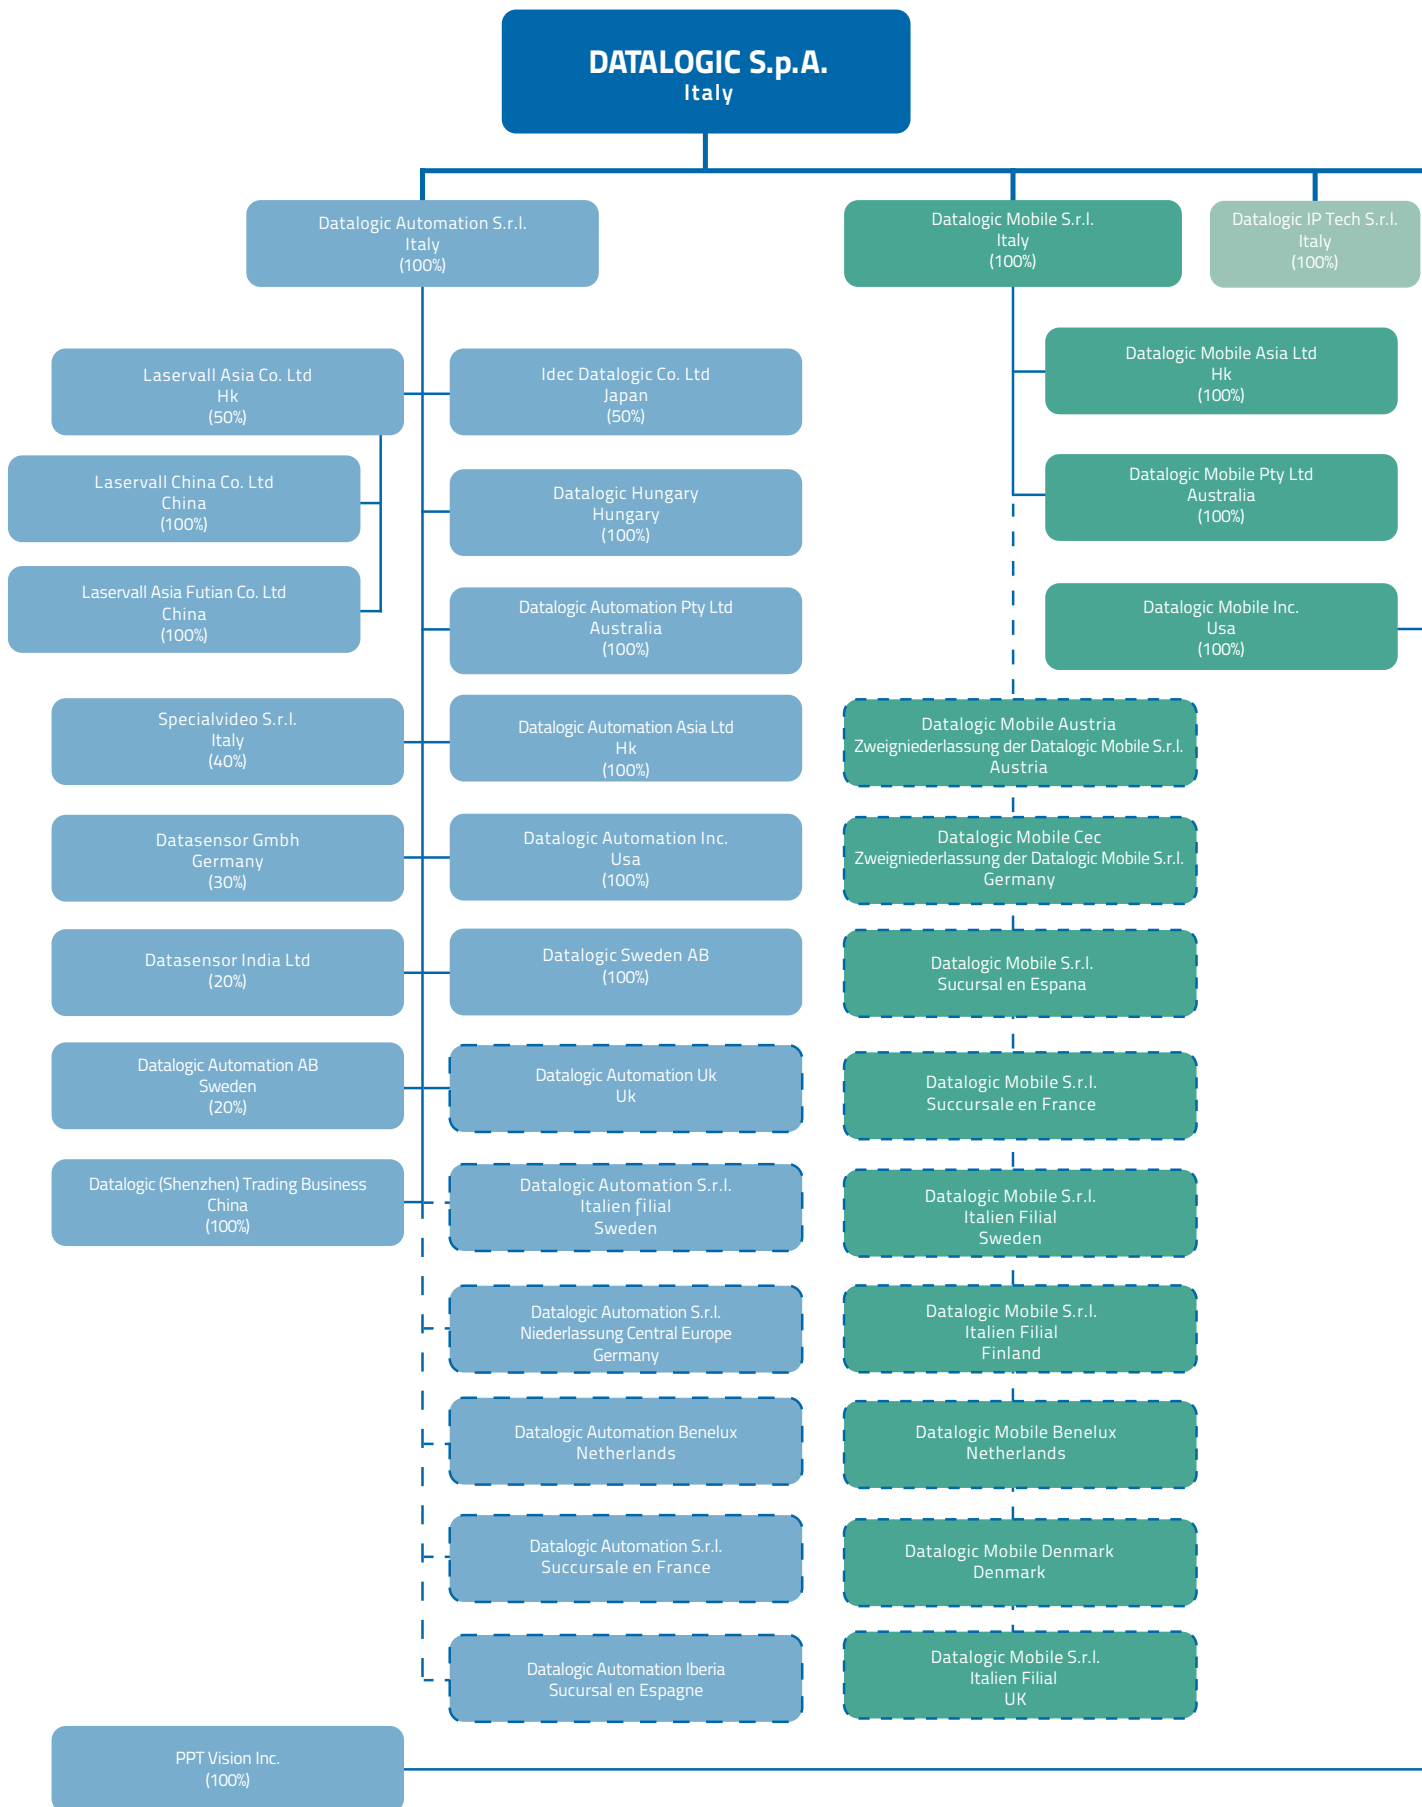 DATALOGIC S.p.A.
Italy
Datalogic Automation S.r.l.
Italy
(100%)
Datalogic Mobile S.r.l.
Italy
(100%)
Datalogic IP Tech S.r.l.
Italy
(100%)
Laservall Asia Co. Ltd
Hk
(50%)
Laservall China Co. Ltd
China
(100%)
Laservall Asia Futian Co. Ltd
China
(100%)
Specialvideo S.r.l.
Italy
(40%)
Datasensor Gmbh
Germany
(30%)
Datasensor India Ltd
(20%)
Datalogic Automation AB
Sweden
(20%)
Datalogic (Shenzhen) Trading Business
China
(100%)
Idec Datalogic Co. Ltd
Japan
(50%)
Datalogic Hungary
Hungary
(100%)
Datalogic Automation Pty Ltd
Australia
(100%)
Datalogic Automation Asia Ltd
Hk
(100%)
Datalogic Automation Inc.
Usa
(100%)
Datalogic Sweden AB
(100%)
Datalogic Automation Uk
Uk
Datalogic Automation S.r.l.
Italien filial
Sweden
Datalogic Automation S.r.l.
Niederlassung Central Europe
Germany
Datalogic Automation Benelux
Netherlands
Datalogic Automation S.r.l.
Succursale en France
Datalogic Automation Iberia
Sucursal en Espagne
Datalogic Mobile Asia Ltd
Hk
(100%)
Datalogic Mobile Pty Ltd
Australia
(100%)
Datalogic Mobile Inc.
Usa
(100%)
Datalogic Mobile Austria
Zweigniederlassung der Datalogic Mobile S.r.l.
Austria
Datalogic Mobile Cec
Zweigniederlassung der Datalogic Mobile S.r.l.
Germany
Datalogic Mobile S.r.l.
Sucursal en Espana
Datalogic Mobile S.r.l.
Succursale en France
Datalogic Mobile S.r.l.
Italien Filial
Sweden
Datalogic Mobile S.r.l.
Italien Filial
Finland
Datalogic Mobile Benelux
Netherlands
Datalogic Mobile Denmark
Denmark
Datalogic Mobile S.r.l.
Italien Filial
UK
PPT Vision Inc.
(100%)